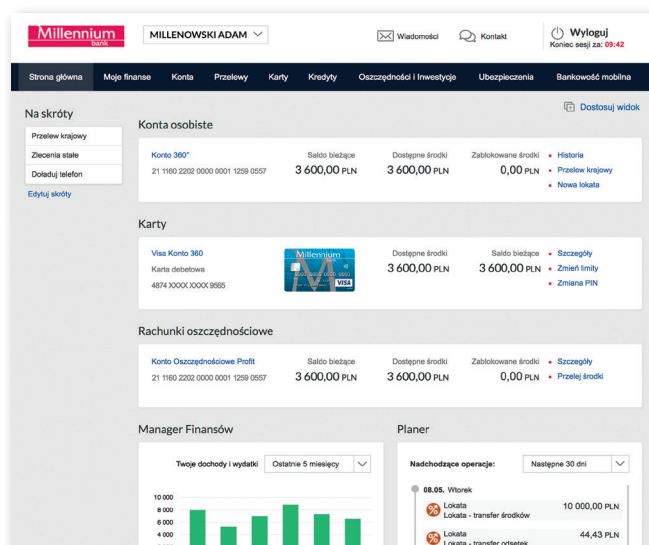 Millennium
bank
MILLENOWSKI ADAM
Wiadomości
Kontakt
Wyloguj
Koniec sesji za: 09:42
Strona główna Moje finanse Konta Przelewy Karty Kredyty Oszczędności i Inwestycje Ubezpieczenia Bankowość mobilna
Dostosuj widok
Na skróty
Przelew krajowy
Zlecenia stałe
Doładuj telefon
Edytuj skróty
Konta osobiste
Konto 360° Saldo bieżące Dostępne środki Zablokowane środki
21 1160 2202 0000 0001 1259 0557 3 600,00 PLN 3 600,00 PLN 0,00 PLN
Historia
Przelew krajowy
Nowa lokata
Karty
Visa Konto 360 Dostępne środki Saldo bieżące
Karta debetowa 3 600,00 PLN 3 600,00 PLN
4874 XXXX XXXX 9565
Millennium
VISA
Szczegóły
Zmień limity
Zmiana PIN
Rachunki oszczędnościowe
Konto Oszczędnościowe Profit Saldo bieżące Dostępne środki Zablokowane środki
21 1160 2202 0000 0001 1259 0557 3 600,00 PLN 3 600,00 PLN 0,00 PLN
Szczegóły
Przelej środki
Manager Finansów
Twoje dochody i wydatki Ostatnie 5 miesięcy
10 000
8 000
6 000
4 000
Planer
Nadchodzące operacje: Następne 30 dni
08.05. Wtorek
Lokata 10 000,00 PLN
Lokata - transfer środków
Lokata 44,43 PLN
Lokata - transfer odsetek